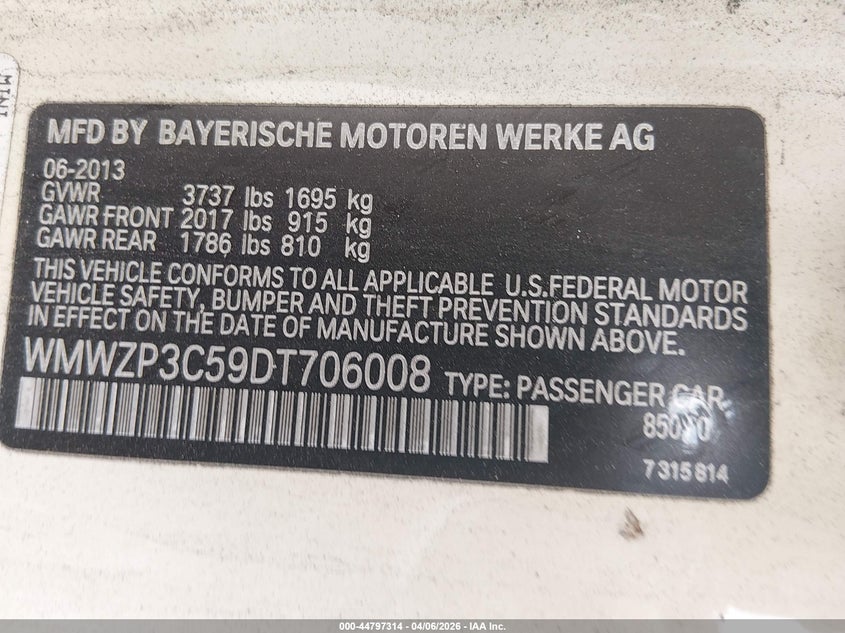 MINI
MFD BY BAYERISCHE MOTOREN WERKE AG
06-2013
GVWR 3737 lbs 1695 kg
GAWR FRONT 2017 lbs 915 kg
GAWR REAR 1786 lbs 810 kg
THIS VEHICLE CONFORMS TO ALL APPLICABLE U.S.FEDERAL MOTOR
VEHICLE SAFETY, BUMPER AND THEFT PREVENTION STANDARDS
IN EFFECT ON THE DATE OF MANUFACTURE SHOWN ABOVE.
WMWZP3C59DT706008 TYPE: PASSENGER CAR
7 315 814
000-44797314 | 04/06/2026 - IAA Inc.